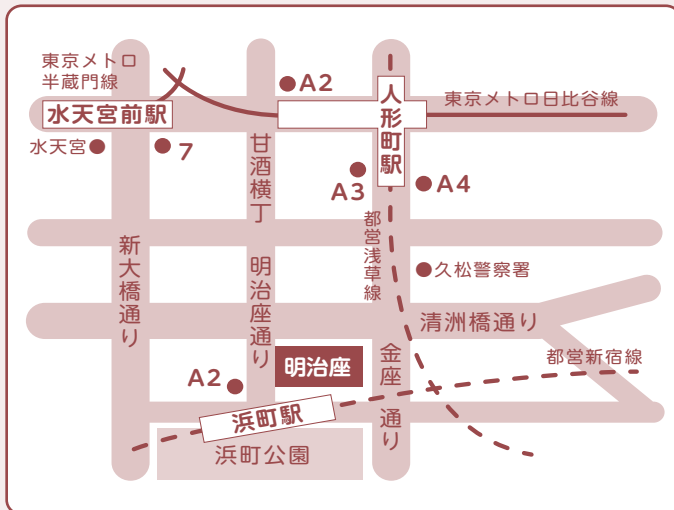 東京メトロ
半蔵門線
A2
東京メトロ日比谷線
水天宮前駅
人形町駅
水天宮
7
甘酒横丁
A3
A4
都営浅草線
新大橋通り
明治座通り
久松警察署
清洲橋通り
明治座
金座通り
都営新宿線
A2
浜町駅
浜町公園